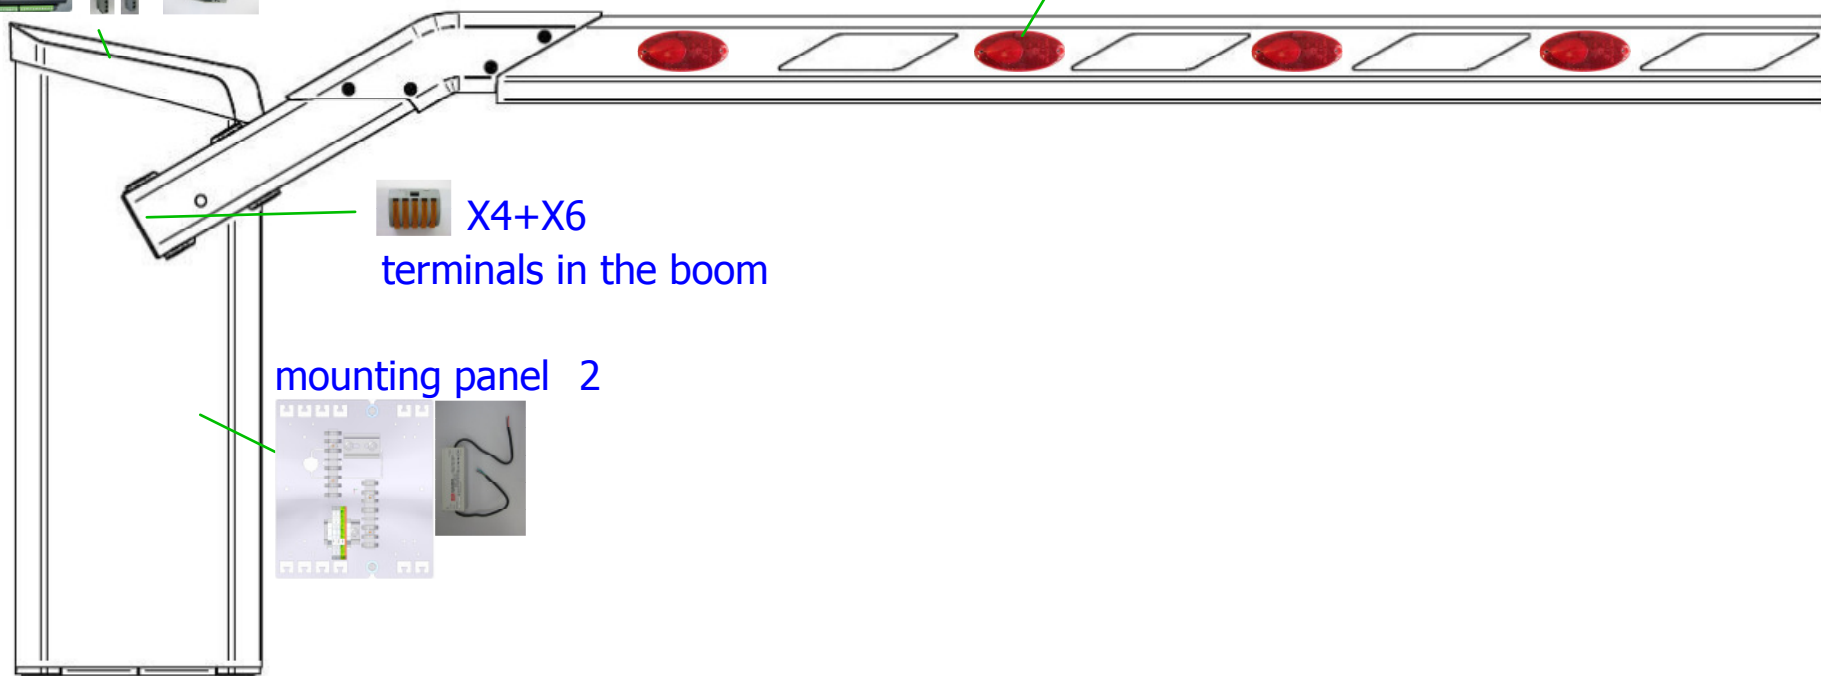 X4+X6
terminals in the boom
mounting panel 2